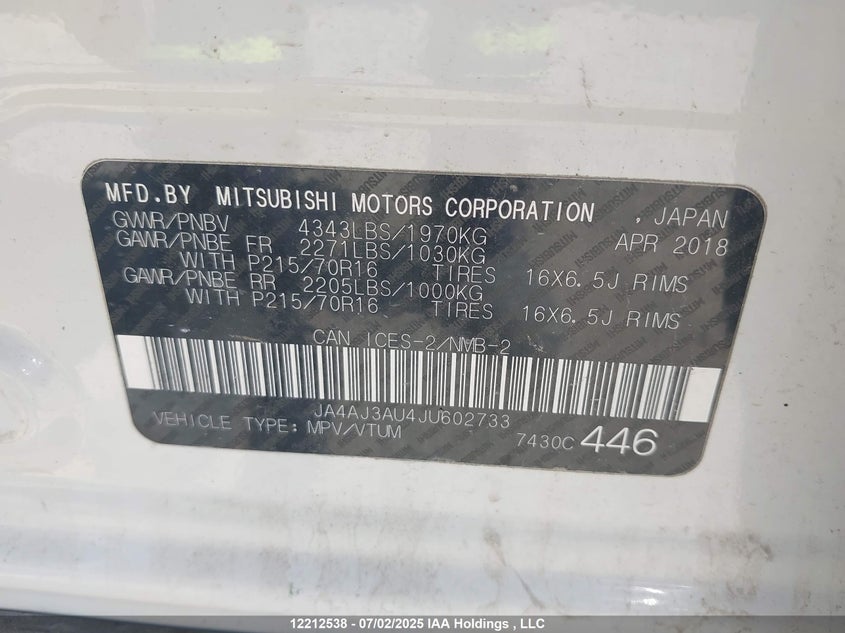 MFD.BY MITSUBISHI MOTORS CORPORATION , JAPAN
GVWR/PNBV 4343LBS/1970KG APR 2018
GAWR/PNBE FR 2271LBS/1030KG
WITH P215/70R16 TIRES 16X6.5J RIMS
GAWR/PNBE RR 2205LBS/1000KG
WITH P215/70R16 TIRES 16X6.5J RIMS
CAN ICES-2/NMB-2
JA4AJ3AU4JU602733
VEHICLE TYPE: MPV/VTUM 7430C 446
12212538 - 07/02/2025 IAA Holdings , LLC